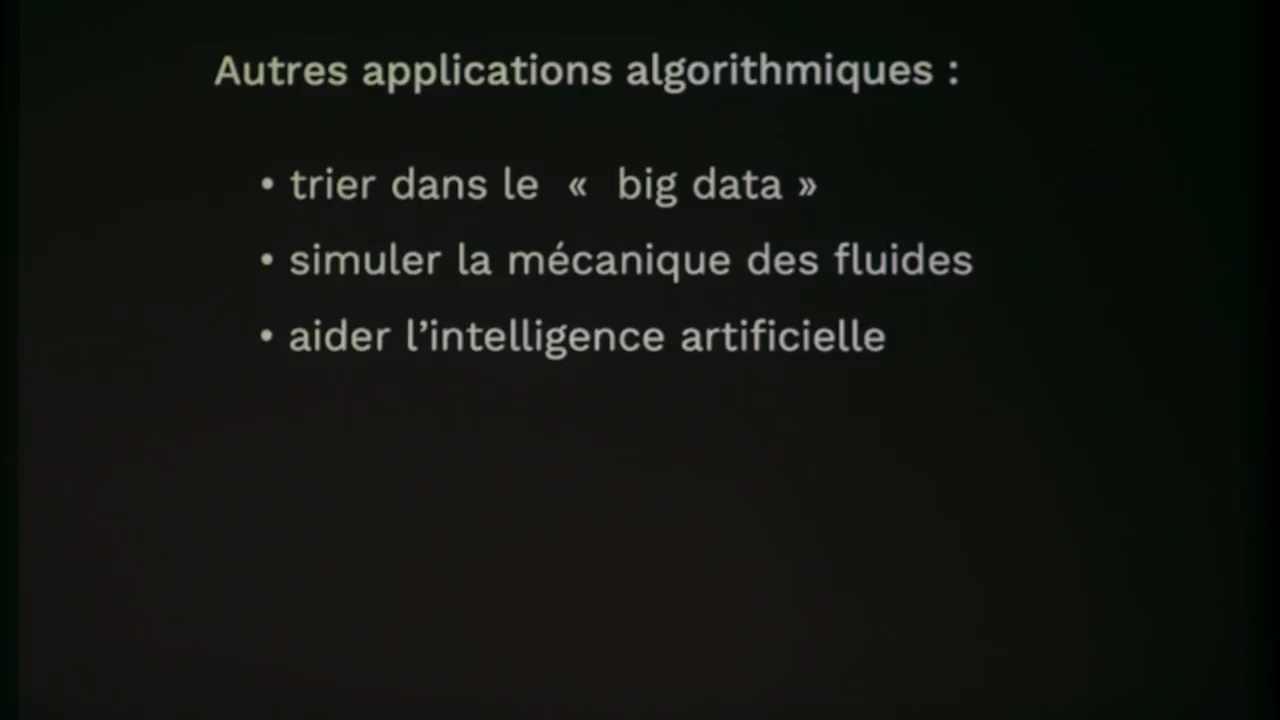 Autres applications algorithmiques :
• trier dans le «  big data »
• simuler la mécanique des fluides
• aider l’intelligence artificielle